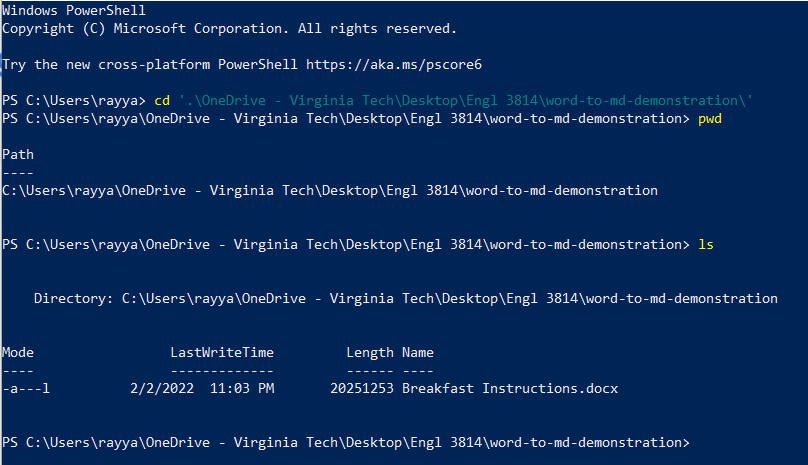 Windows PowerShell
Copyright (C) Microsoft Corporation. All rights reserved.
Try the new cross-platform PowerShell https://aka.ms/pscore6
PS C:\Users\rayya> cd '.\OneDrive - Virginia Tech\Desktop\Engl 3814\word-to-md-demonstration\'
PS C:\Users\rayya\OneDrive - Virginia Tech\Desktop\Engl 3814\word-to-md-demonstration> pwd
Path
----
C:\Users\rayya\OneDrive - Virginia Tech\Desktop\Engl 3814\word-to-md-demonstration
PS C:\Users\rayya\OneDrive - Virginia Tech\Desktop\Engl 3814\word-to-md-demonstration> ls
    Directory: C:\Users\rayya\OneDrive - Virginia Tech\Desktop\Engl 3814\word-to-md-demonstration
Mode                 LastWriteTime         Length Name
----                 -------------         ------ ----
-a---l          2/2/2022  11:03 PM       20251253 Breakfast Instructions.docx
PS C:\Users\rayya\OneDrive - Virginia Tech\Desktop\Engl 3814\word-to-md-demonstration>